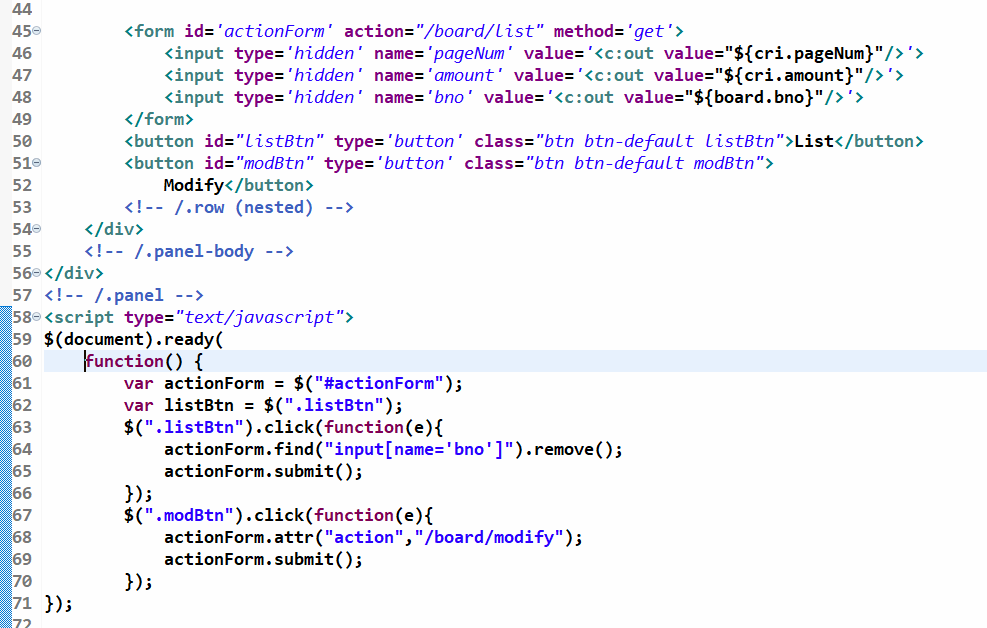 44
45 <form id='actionForm' action="/board/list" method='get'>
46 <input type='hidden' name='pageNum' value='<c:out value="${cri.pageNum}"/>'>
47 <input type='hidden' name='amount' value='<c:out value="${cri.amount}"/>'>
48 <input type='hidden' name='bno' value='<c:out value="${board.bno}"/>'>
49 </form>
50 <button id="listBtn" type='button' class="btn btn-default listBtn">List</button>
51 <button id="modBtn" type='button' class="btn btn-default modBtn">
52 Modify</button>
53 <!-- /.row (nested) -->
54 </div>
55 <!-- /.panel-body -->
56 </div>
57 <!-- /.panel -->
58 <script type="text/javascript">
59 $(document).ready(
60 function() {
61 var actionForm = $("#actionForm");
62 var listBtn = $(".listBtn");
63 $(".listBtn").click(function(e){
64 actionForm.find("input[name='bno']").remove();
65 actionForm.submit();
66 });
67 $(".modBtn").click(function(e){
68 actionForm.attr("action","/board/modify");
69 actionForm.submit();
70 });
71 });
72